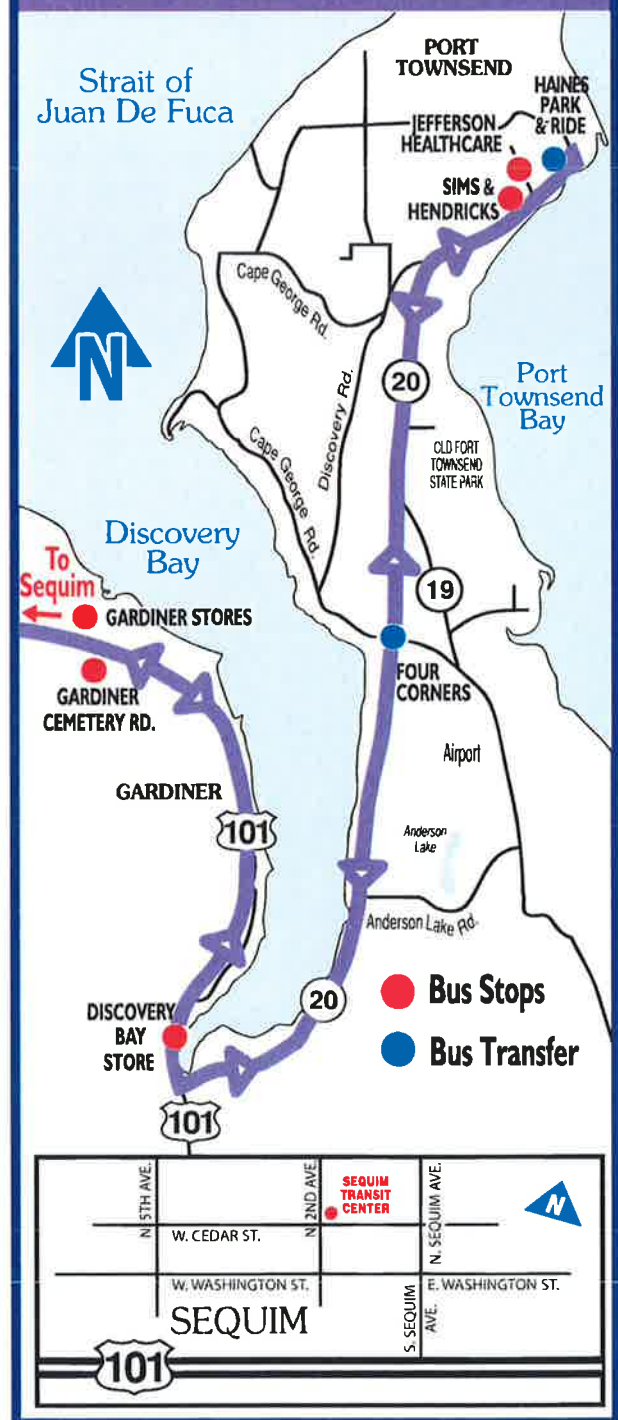 Strait of
Juan De Fuca
PORT
TOWNSEND
HAINES
PARK
& RIDE
JEFFERSON
HEALTHCARE
SIMS &
HENDRICKS
N
Cape George Rd.
20
Discovery Rd.
Port
Townsend
Bay
OLD FORT
TOWNSEND
STATE PARK
Cape George Rd.
Discovery
Bay
19
To
Sequim
GARDINER STORES
GARDINER
CEMETERY RD.
FOUR
CORNERS
Airport
GARDINER
101
Anderson
Lake
Anderson Lake Rd.
20
Bus Stops
DISCOVERY
BAY
STORE
Bus Transfer
101
N. 5TH AVE.
N. 2ND AVE.
SEQUIM
TRANSIT
CENTER
N. SEQUIM AVE.
N
W. CEDAR ST.
W. WASHINGTON ST.
E. WASHINGTON ST.
SEQUIM
S. SEQUIM
AVE.
101